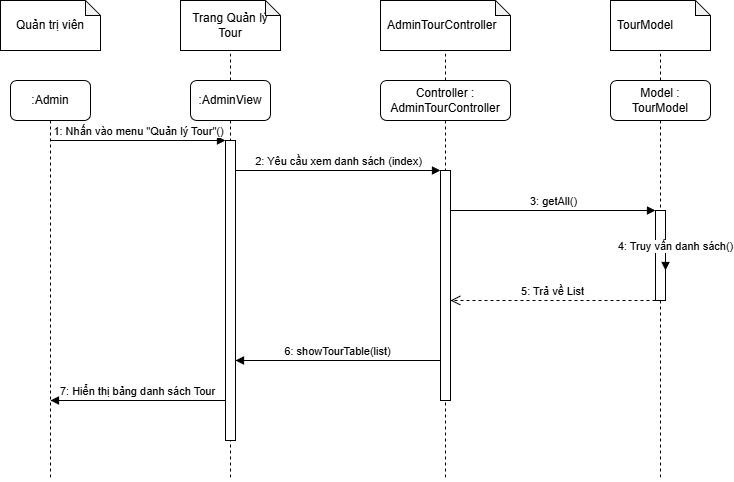 Quản trị viên
Trang Quản lý
Tour
AdminTourController
TourModel
:Admin
:AdminView
Controller :
AdminTourController
Model :
TourModel
1: Nhấn vào menu "Quản lý Tour"()
2: Yêu cầu xem danh sách (index)
3: getAll()
4: Truy vấn danh sách()
5: Trả về List
6: showTourTable(list)
7: Hiển thị bảng danh sách Tour